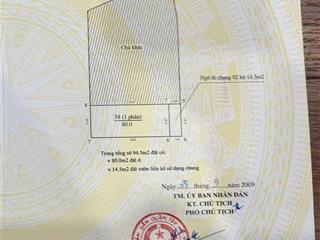 Chủ khác
Ngõ đi chung 02 hộ 14.5m2
58 (1 phần)
80.0
Trong tổng số 94.5m2 đất có:
+ 80.0m2 đất ở
+ 14.5m2 đất vườn liền kề sử dụng chung
Ngày 25 tháng 9 năm 2009
TM. ỦY BAN NHÂN DÂN
KT. CHỦ TỊCH
PHÓ CHỦ TỊCH